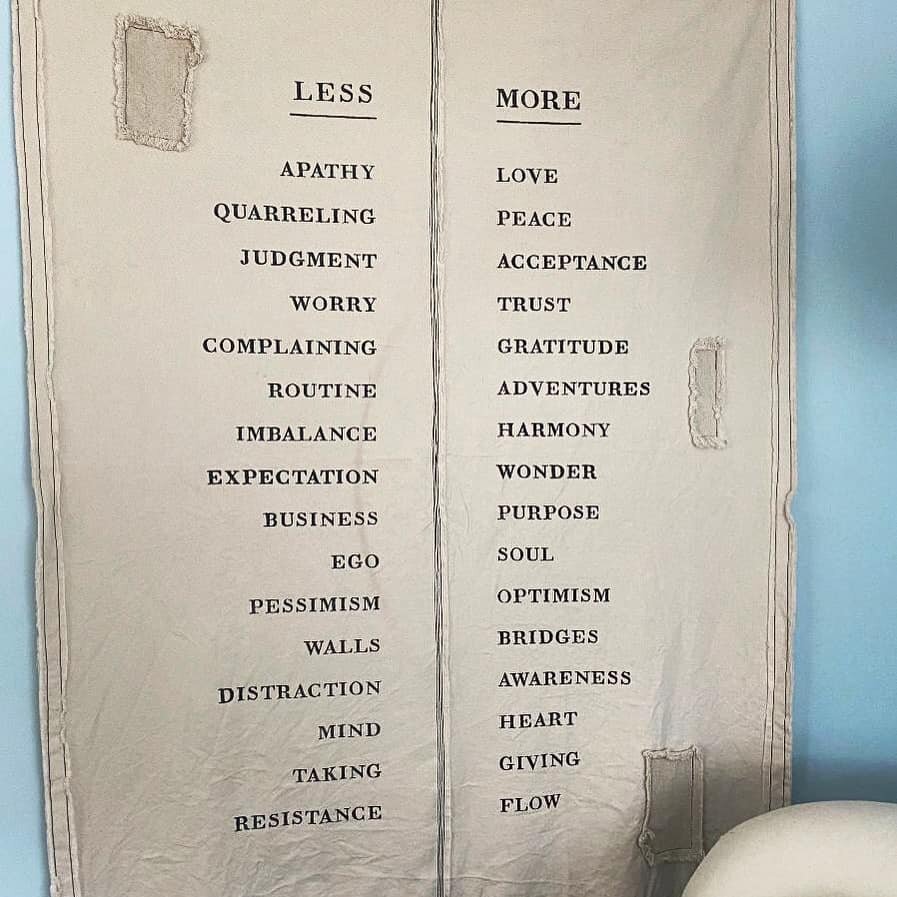 LESS MORE
APATHY LOVE
QUARRELING PEACE
JUDGMENT ACCEPTANCE
WORRY TRUST
COMPLAINING GRATITUDE
ROUTINE ADVENTURES
IMBALANCE HARMONY
EXPECTATION WONDER
BUSINESS PURPOSE
EGO SOUL
PESSIMISM OPTIMISM
WALLS BRIDGES
DISTRACTION AWARENESS
MIND HEART
TAKING GIVING
RESISTANCE FLOW